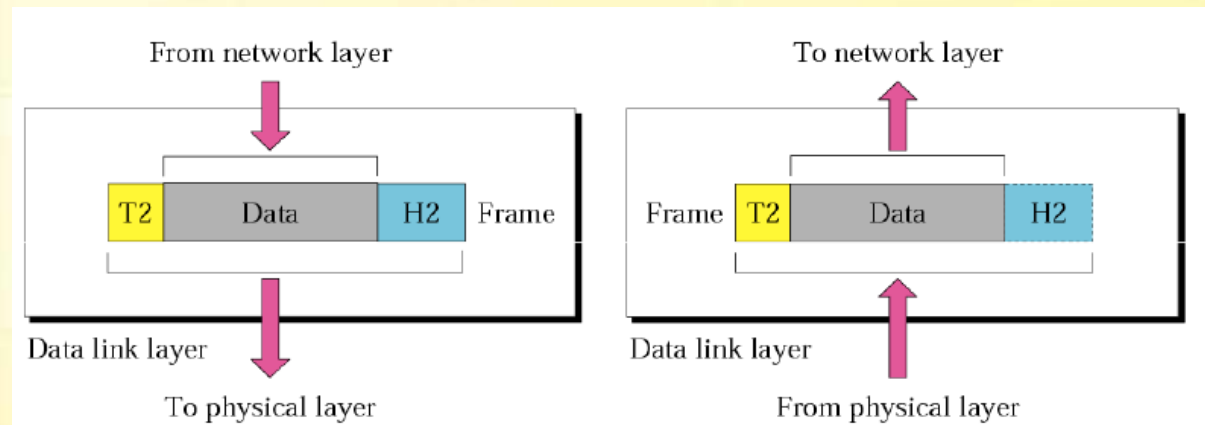 From network layer
T2 Data H2 Frame
Data link layer
To physical layer
To network layer
Frame T2 Data H2
Data link layer
From physical layer